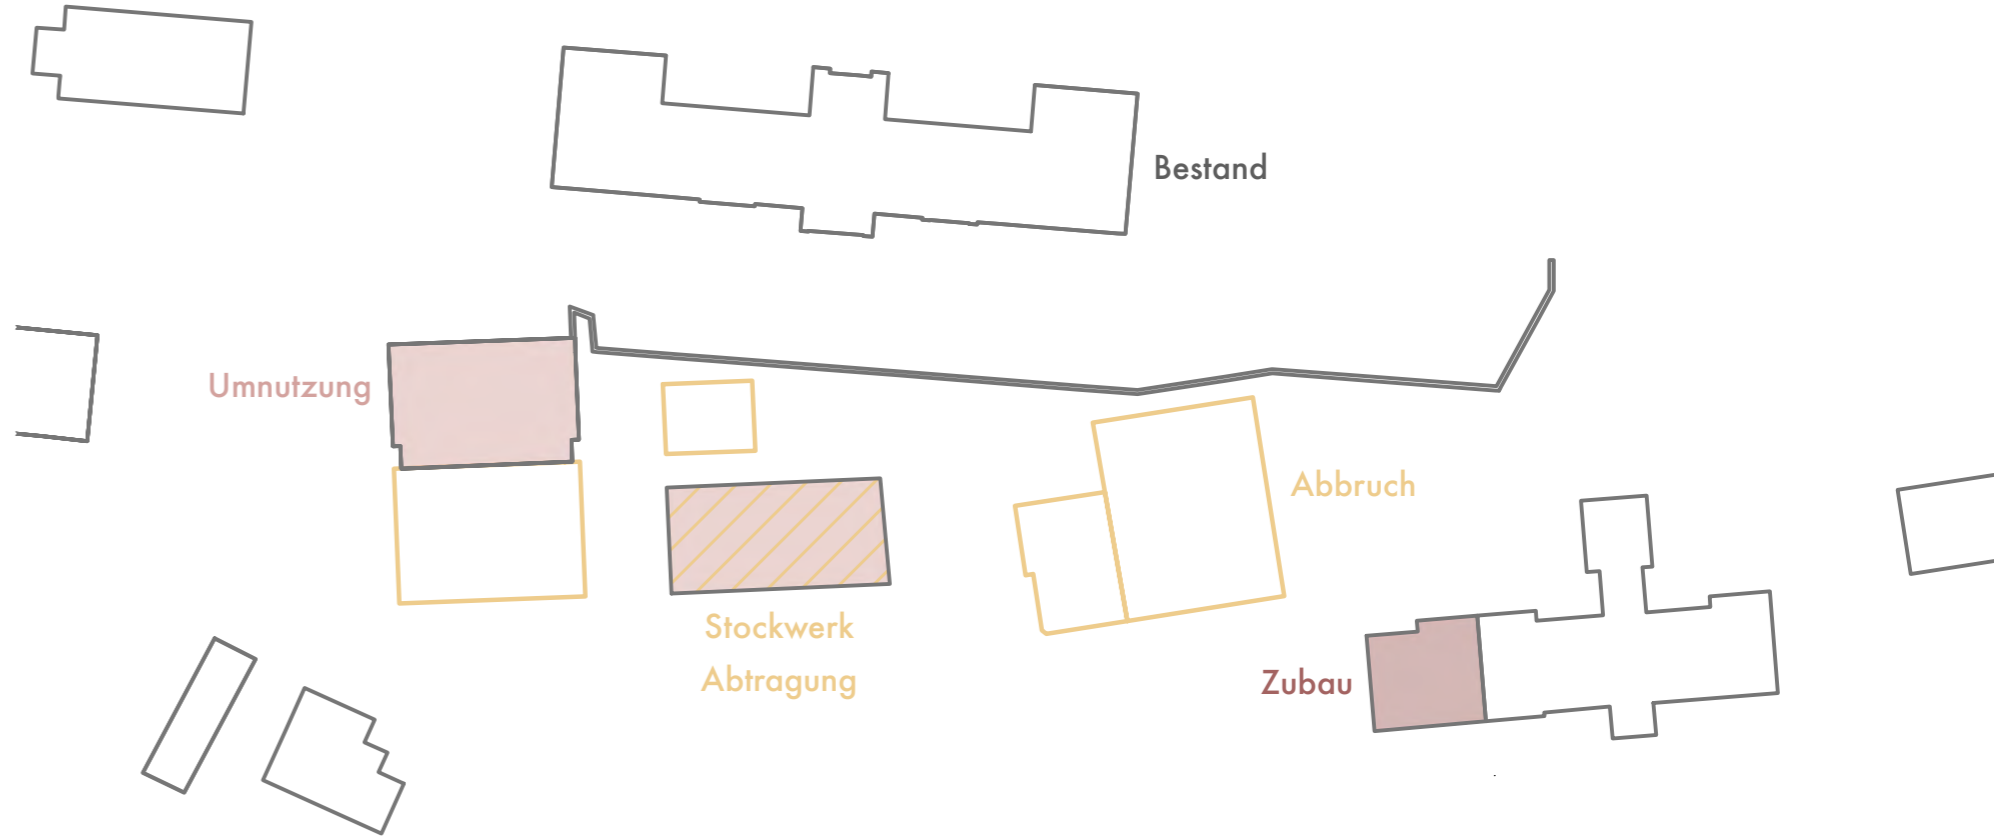 Bestand
Umnutzung
Abbruch
Stockwerk
Abtragung
Zubau